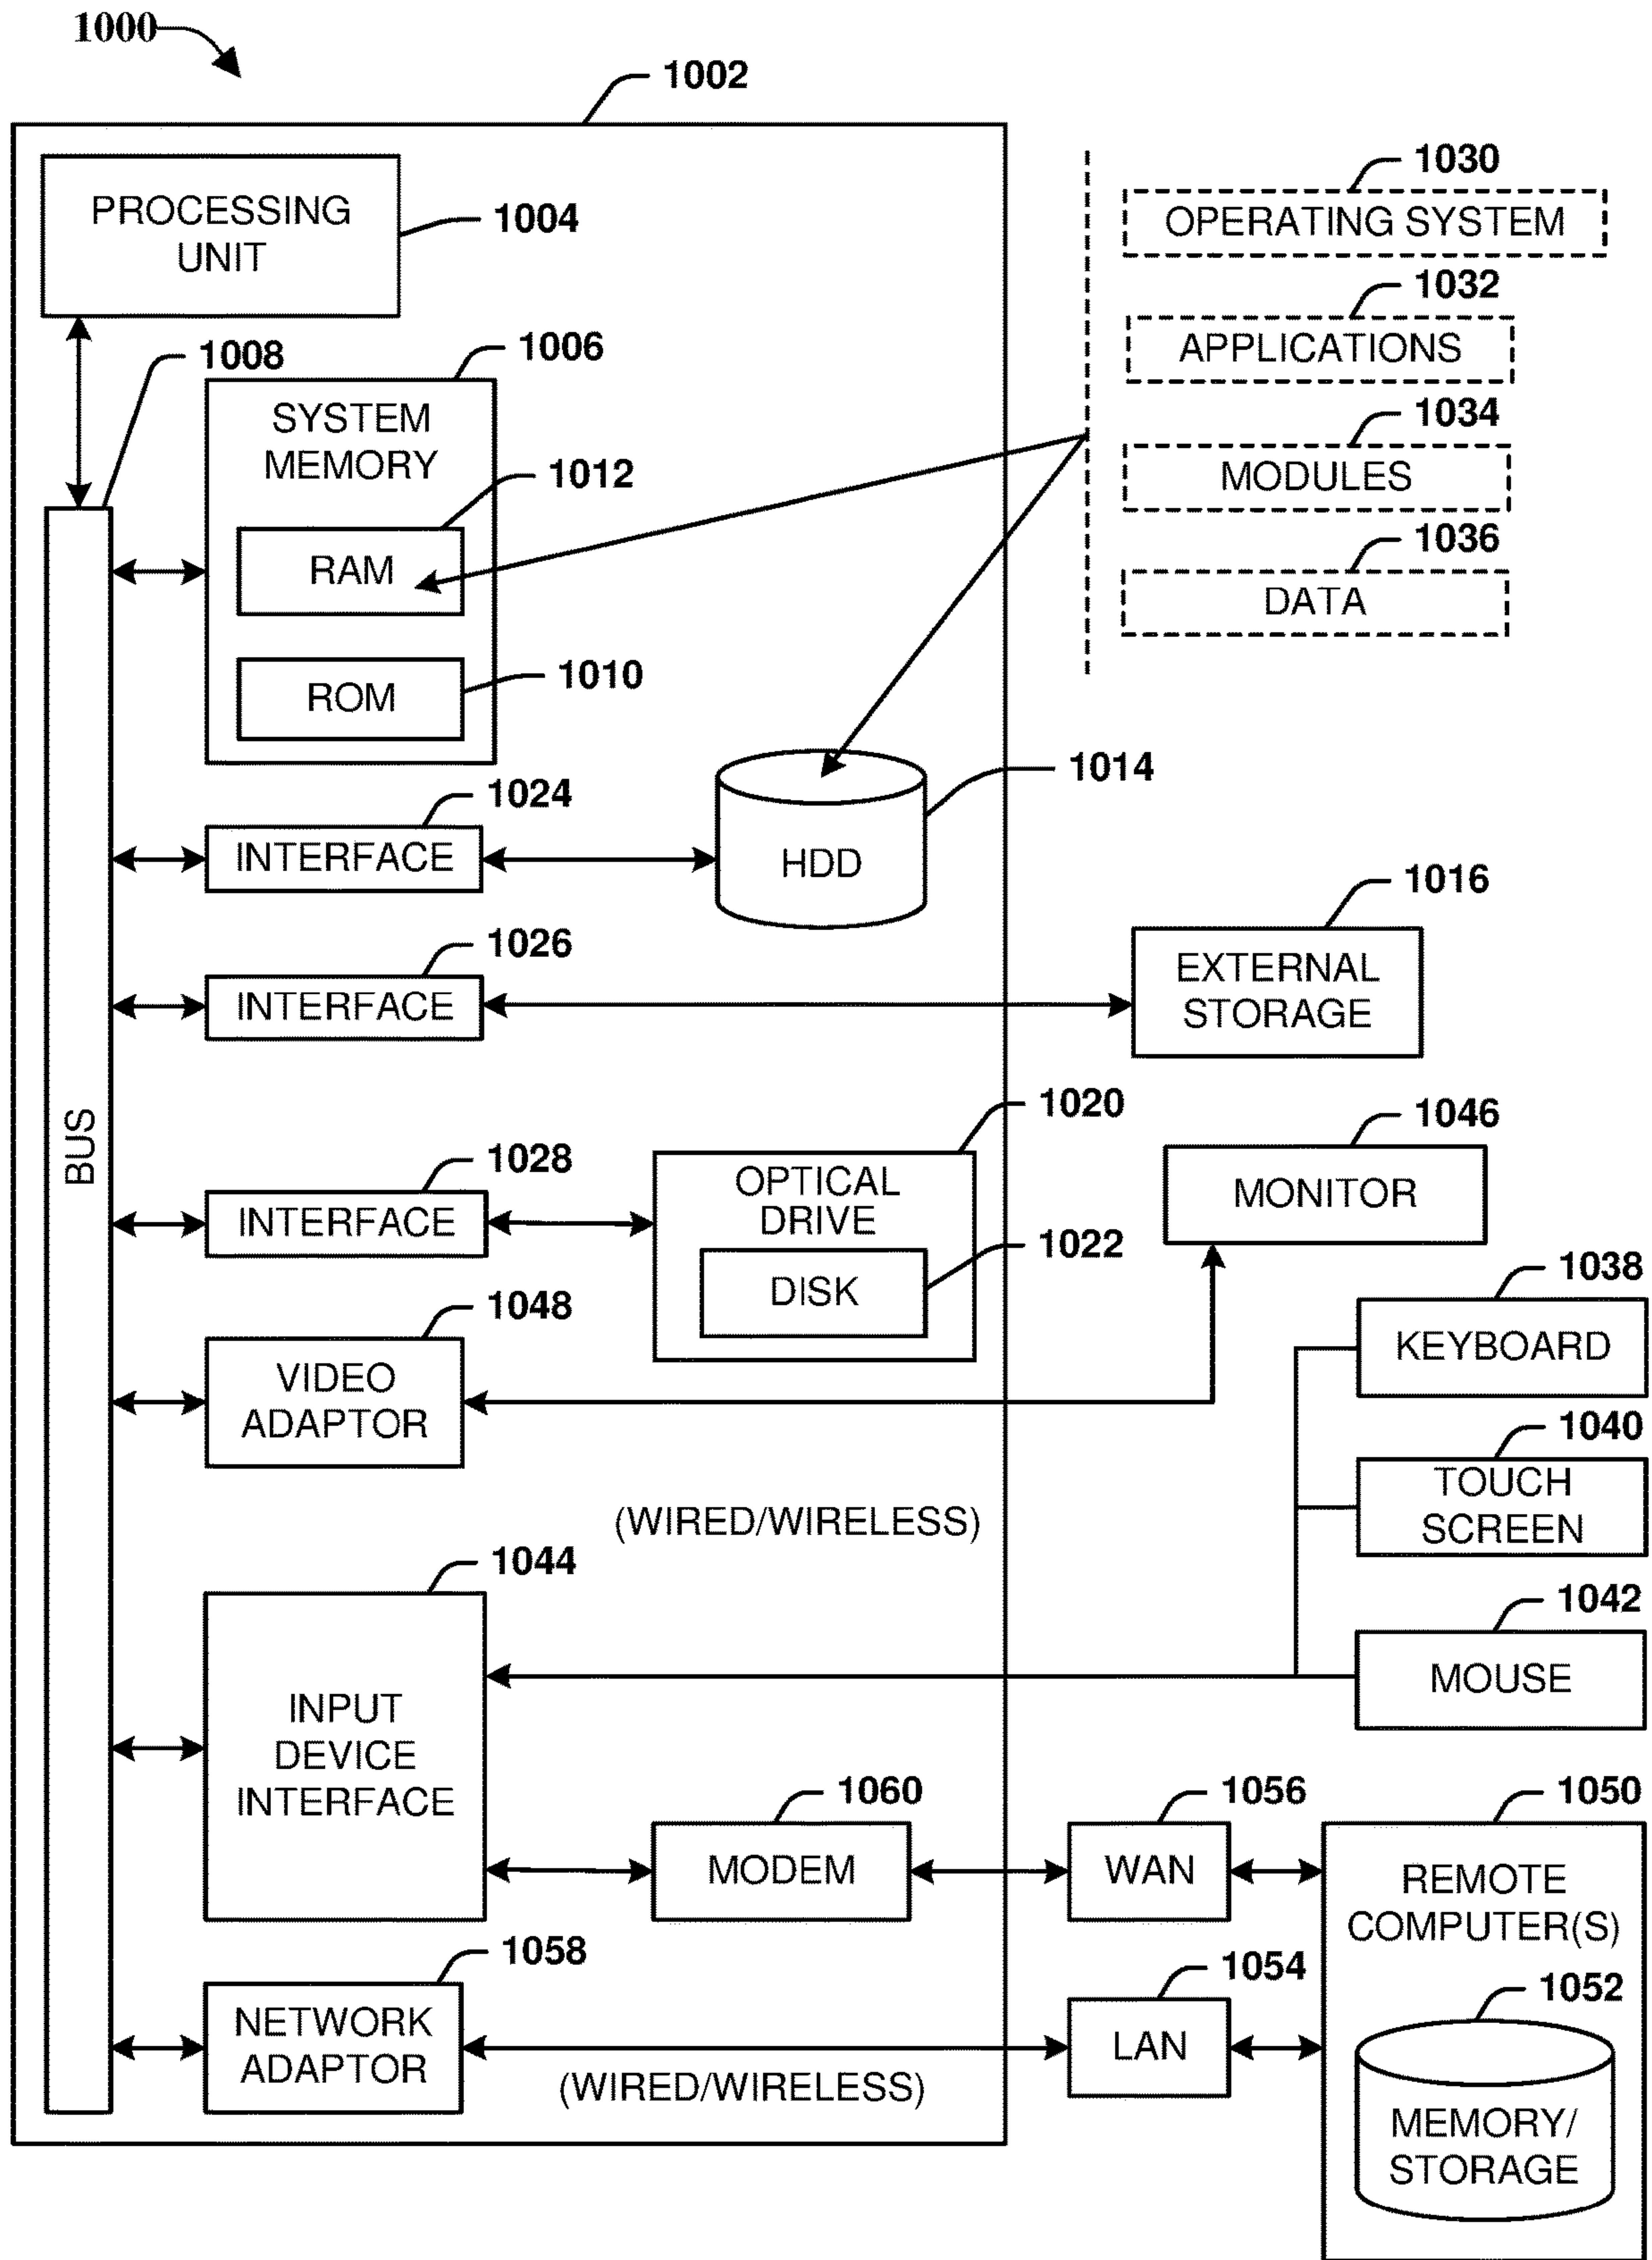 1000
1002
PROCESSING
UNIT
1004
1030
OPERATING SYSTEM
1032
APPLICATIONS
1034
MODULES
1036
DATA
1008
1006
SYSTEM
MEMORY
1012
RAM
1010
ROM
1024
INTERFACE
1014
HDD
1026
INTERFACE
1016
EXTERNAL
STORAGE
BUS
1028
INTERFACE
1020
OPTICAL
DRIVE
1022
DISK
1046
MONITOR
1048
VIDEO
ADAPTOR
1038
KEYBOARD
1040
TOUCH
SCREEN
(WIRED/WIRELESS)
1044
INPUT
DEVICE
INTERFACE
1042
MOUSE
1060
MODEM
1056
WAN
1050
REMOTE
COMPUTER(S)
1058
NETWORK
ADAPTOR
(WIRED/WIRELESS)
1054
LAN
1052
MEMORY/
STORAGE